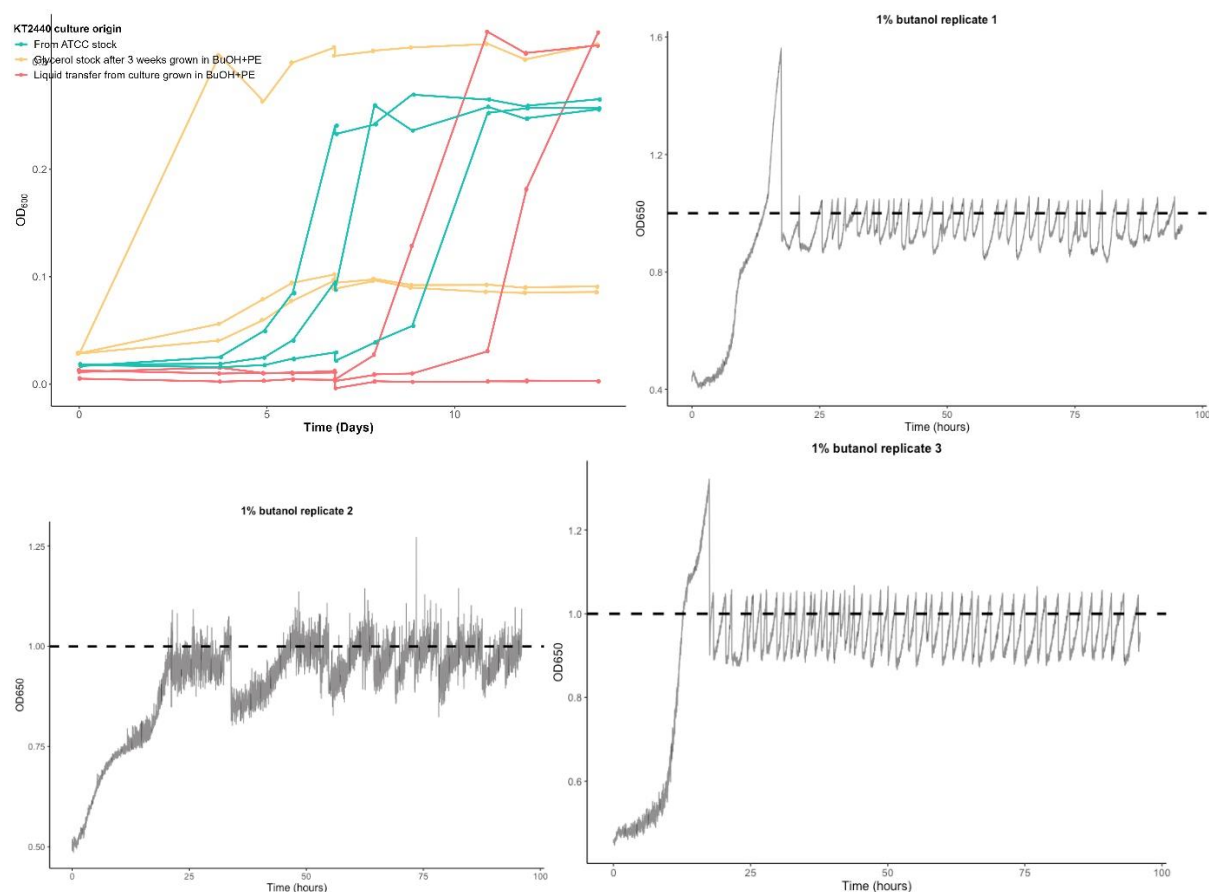 KT2440 culture origin
From ATCC stock
Glycerol stock after 3 weeks grown in BuOH+PE
Liquid transfer from culture grown in BuOH+PE
0.2
0.1
0.0
OD600
0
5
10
Time (Days)
1% butanol replicate 1
1.6
1.2
0.8
0.4
OD650
0
25
50
75
100
Time (hours)
1% butanol replicate 2
1.25
1.00
0.75
0.50
OD650
0
25
50
75
100
Time (hours)
1% butanol replicate 3
1.2
1.0
0.8
0.6
OD650
0
25
50
75
100
Time (hours)